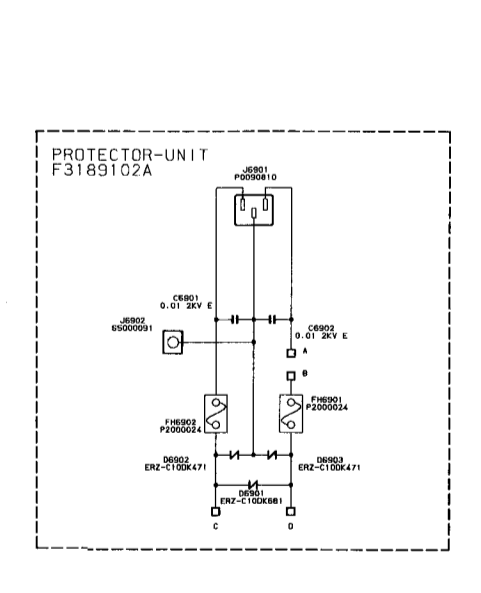 PROTECTOR-UNIT
F3189102A
J6901
P0090810
C6901
0.01 2KV E
J6902
65000091
C6902
0.01 2KV E
A
B
FH6901
P2000024
FH6902
P2000024
D6902
ERZ-C10DK471
D6903
ERZ-C10DK471
D6901
ERZ-C10DK681
C
D